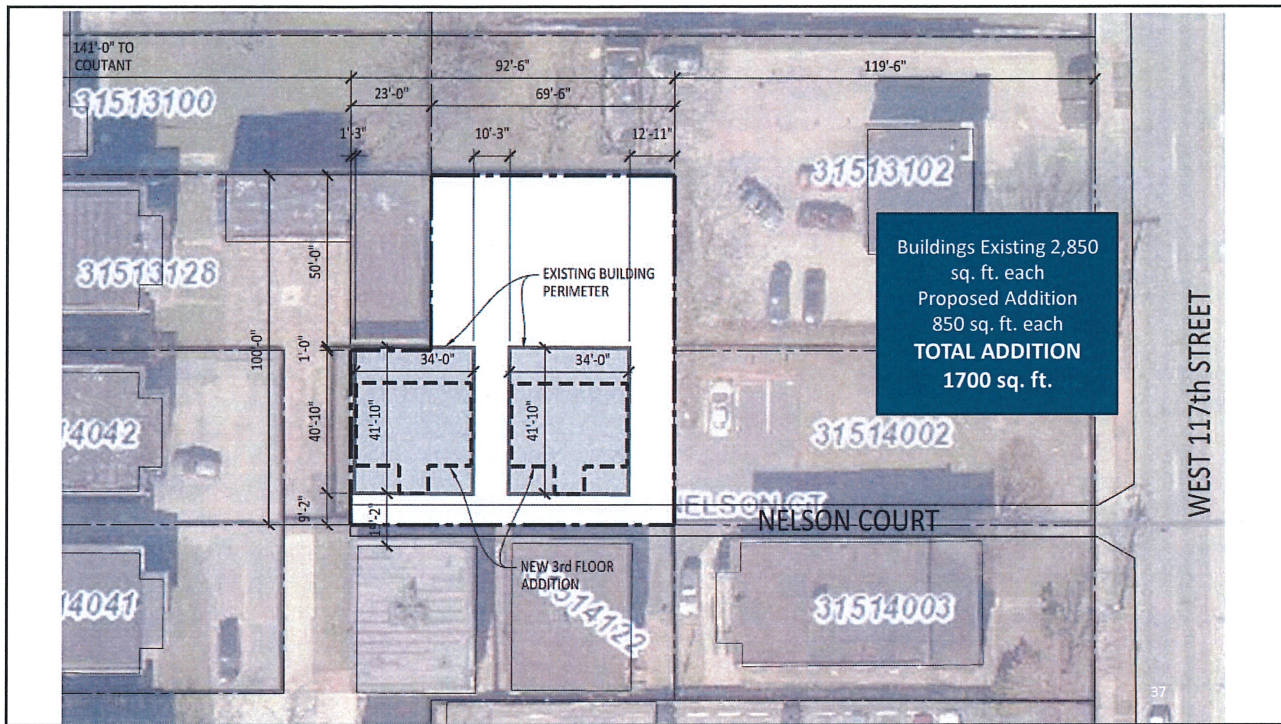 141'-0" TO
COUTANT
92'-6"
119'-6"
31513100
23'-0"
69'-6"
1'-3"
10'-3"
12'-11"
31513102
31513128
50'-0"
100'-0"
EXISTING BUILDING
PERIMETER
Buildings Existing 2,850
sq. ft. each
Proposed Addition
850 sq. ft. each
TOTAL ADDITION
1700 sq. ft.
WEST 117th STREET
1'-0"
34'-0"
34'-0"
40'-10"
41'-10"
41'-10"
14042
31514002
9'-2"
NELSON CT
NELSON COURT
NEW 3rd FLOOR
ADDITION
14041
31514003
37